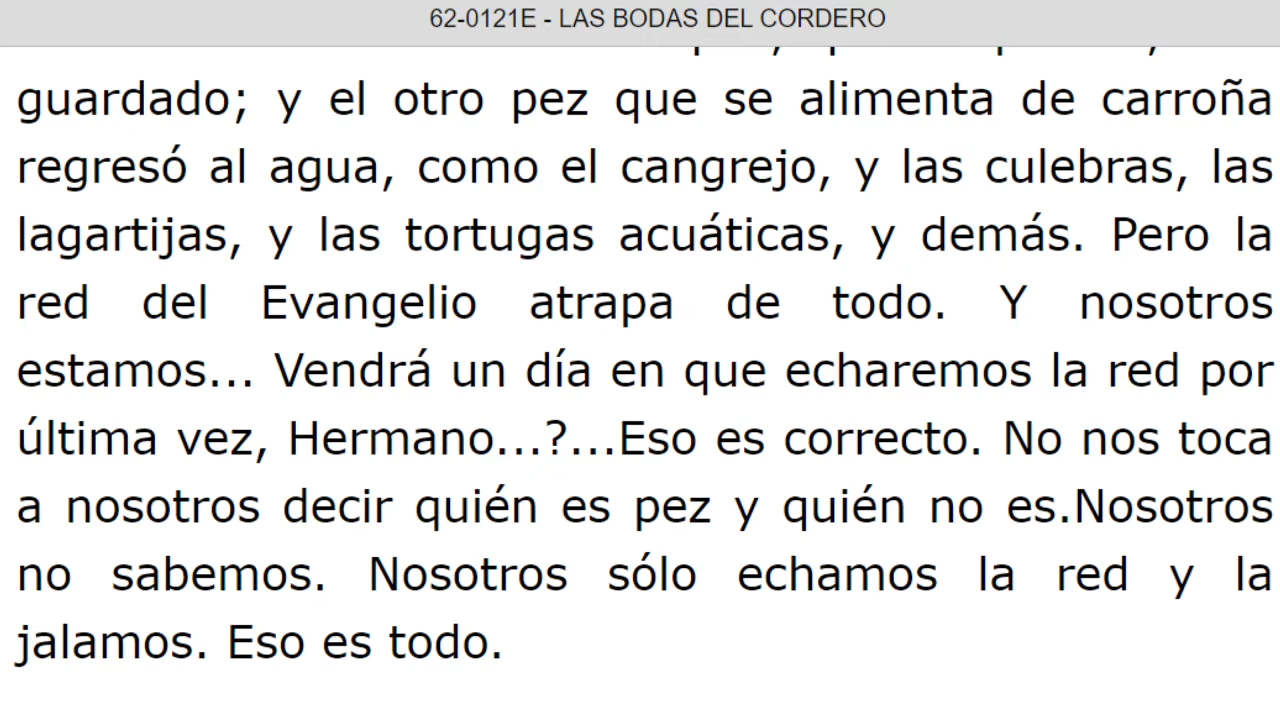 62-0121E - LAS BODAS DEL CORDERO
guardado; y el otro pez que se alimenta de carroña
regresó al agua, como el cangrejo, y las culebras, las
lagartijas, y las tortugas acuáticas, y demás. Pero la
red del Evangelio atrapa de todo. Y nosotros
estamos... Vendrá un día en que echaremos la red por
última vez, Hermano...?...Eso es correcto. No nos toca
a nosotros decir quién es pez y quién no es.Nosotros
no sabemos. Nosotros sólo echamos la red y la
jalamos. Eso es todo.